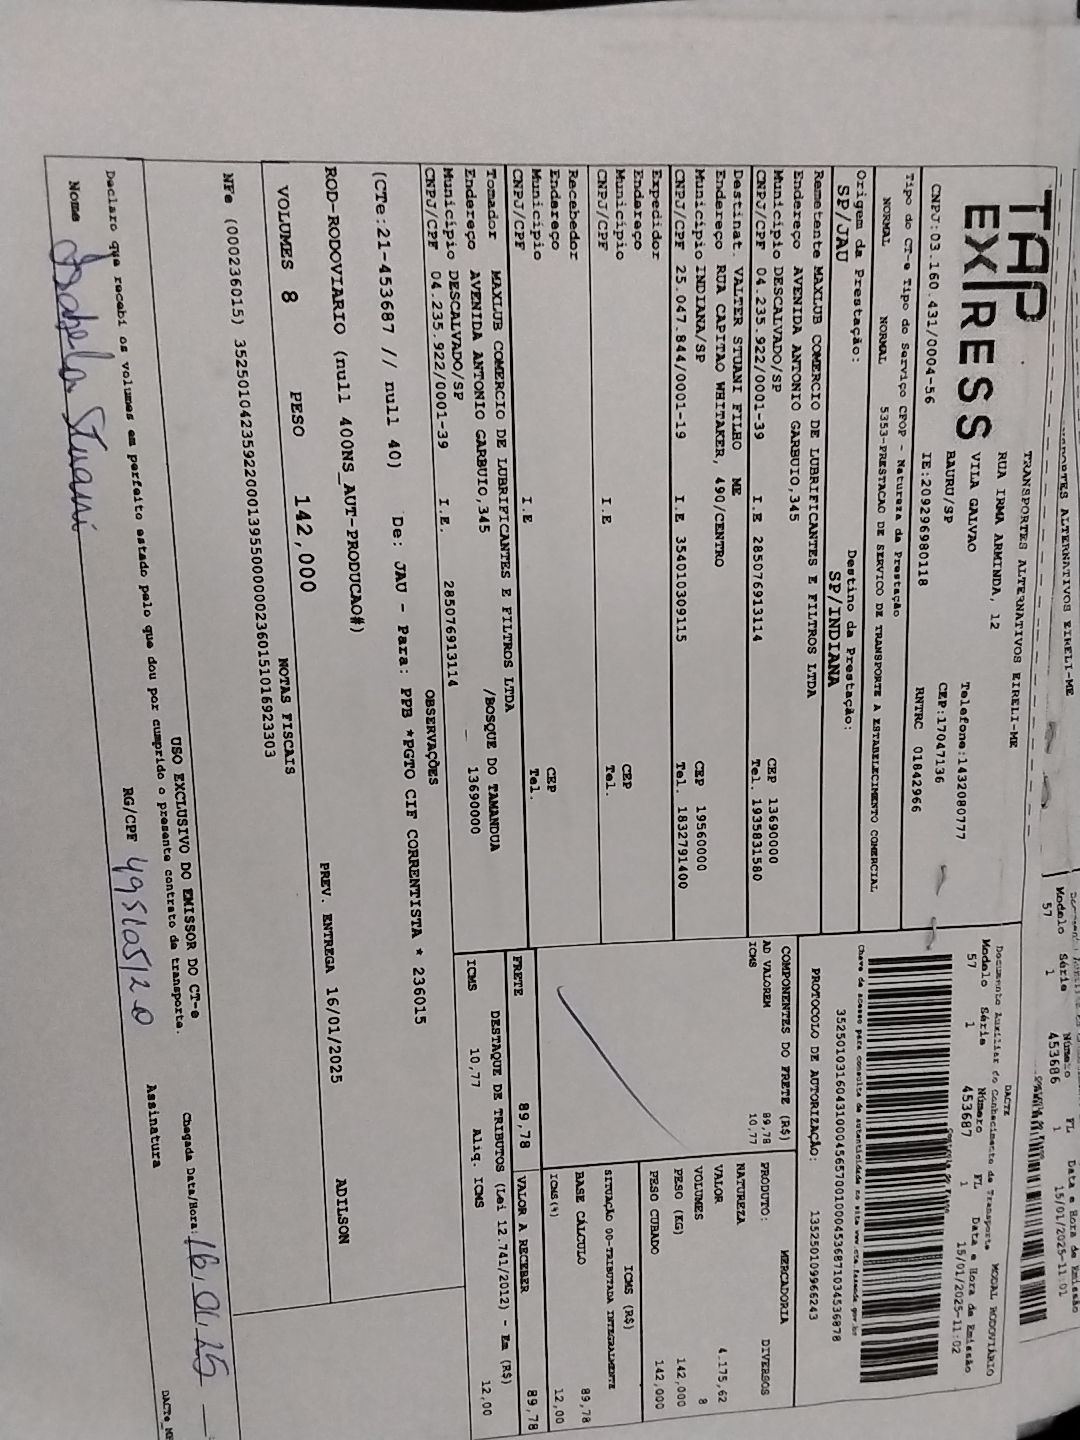 TRANSPORTES ALTERNATIVOS EIRELI-ME
Modelo Série Número FL Data e Hora de Emissão
57 1 453686 1 15/01/2025-11:01
TAP EXPRESS
TRANSPORTES ALTERNATIVOS EIRELI-ME
RUA IRMA ARMINDA, 12
VILA GALVAO
BAURU/SP
Telefone:1432080777
CEP:17047136
CNPJ:03.160.431/0004-56 IE:209296980118 RNTRC 01842966
DACTE
Documento Auxiliar do Conhecimento de Transporte MODAL RODOVIÁRIO
Modelo Série Número FL Data e Hora de Emissão
57 1 453687 1 15/01/2025-11:02
Controle do Fisco
Chave de acesso para consulta de autenticidade no site www.cte.fazenda.gov.br
35250103160431000456570010004536871034536878
PROTOCOLO DE AUTORIZAÇÃO: 135250109966243
Tipo do CT-e Tipo do Serviço CFOP - Natureza da Prestação
NORMAL NORMAL 5353-PRESTACAO DE SERVICO DE TRANSPORTE A ESTABELECIMENTO COMERCIAL
Origem da Prestação: Destino da Prestação:
SP/JAU SP/INDIANA
Remetente MAXLUB COMERCIO DE LUBRIFICANTES E FILTROS LTDA
Endereço AVENIDA ANTONIO GARBUIO,345
Município DESCALVADO/SP CEP 13690000
CNPJ/CPF 04.235.922/0001-39 I.E 285076913114 Tel. 1935831580
Destinat. VALTER STUANI FILHO ME
Endereço RUA CAPITAO WHITAKER, 490/CENTRO
Município INDIANA/SP CEP 19560000
CNPJ/CPF 25.047.844/0001-19 I.E 354010309115 Tel. 1832791400
Expedidor
Endereço
Município CEP
CNPJ/CPF I.E Tel.
Recebedor
Endereço
Município CEP
CNPJ/CPF I.E Tel.
Tomador MAXLUB COMERCIO DE LUBRIFICANTES E FILTROS LTDA
Endereço AVENIDA ANTONIO GARBUIO,345 /BOSQUE DO TAMANDUA
Município DESCALVADO/SP 13690000
CNPJ/CPF 04.235.922/0001-39 I.E. 285076913114
COMPONENTES DO FRETE (R$)
AD VALOREM 89,78
ICMS 10,77
PRODUTO: MERCADORIA
NATUREZA DIVERSOS
VALOR 4.175,62
VOLUMES 8
PESO (KG) 142,000
PESO CUBADO 142,000
ICMS (R$)
SITUAÇÃO 00-TRIBUTADA INTEGRALMENTE
BASE CÁLCULO 89,78
ICMS(%) 12,00
FRETE 89,78 VALOR A RECEBER 89,78
DESTAQUE DE TRIBUTOS (Lei 12.741/2012) - Em (R$)
ICMS 10,77 Aliq. ICMS 12,00
OBSERVAÇÕES
(CTe:21-453687 // null 40) De: JAU - Para: PPB *PGTO CIF CORRENTISTA * 236015
ROD-RODOVIARIO (null 400NS_AUT-PRODUCAO#)
PREV. ENTREGA 16/01/2025 ADILSON
VOLUMES 8 PESO 142,000 NOTAS FISCAIS
NFe (000236015) 35250104235922000139550000002360151016923303
USO EXCLUSIVO DO EMISSOR DO CT-e
Declaro que recebi os volumes em perfeito estado pelo que dou por cumprido o presente contrato de transporte. Chegada Data/Hora: 16.01.25
Nome Isabela Stuani RG/CPF 495105120 Assinatura